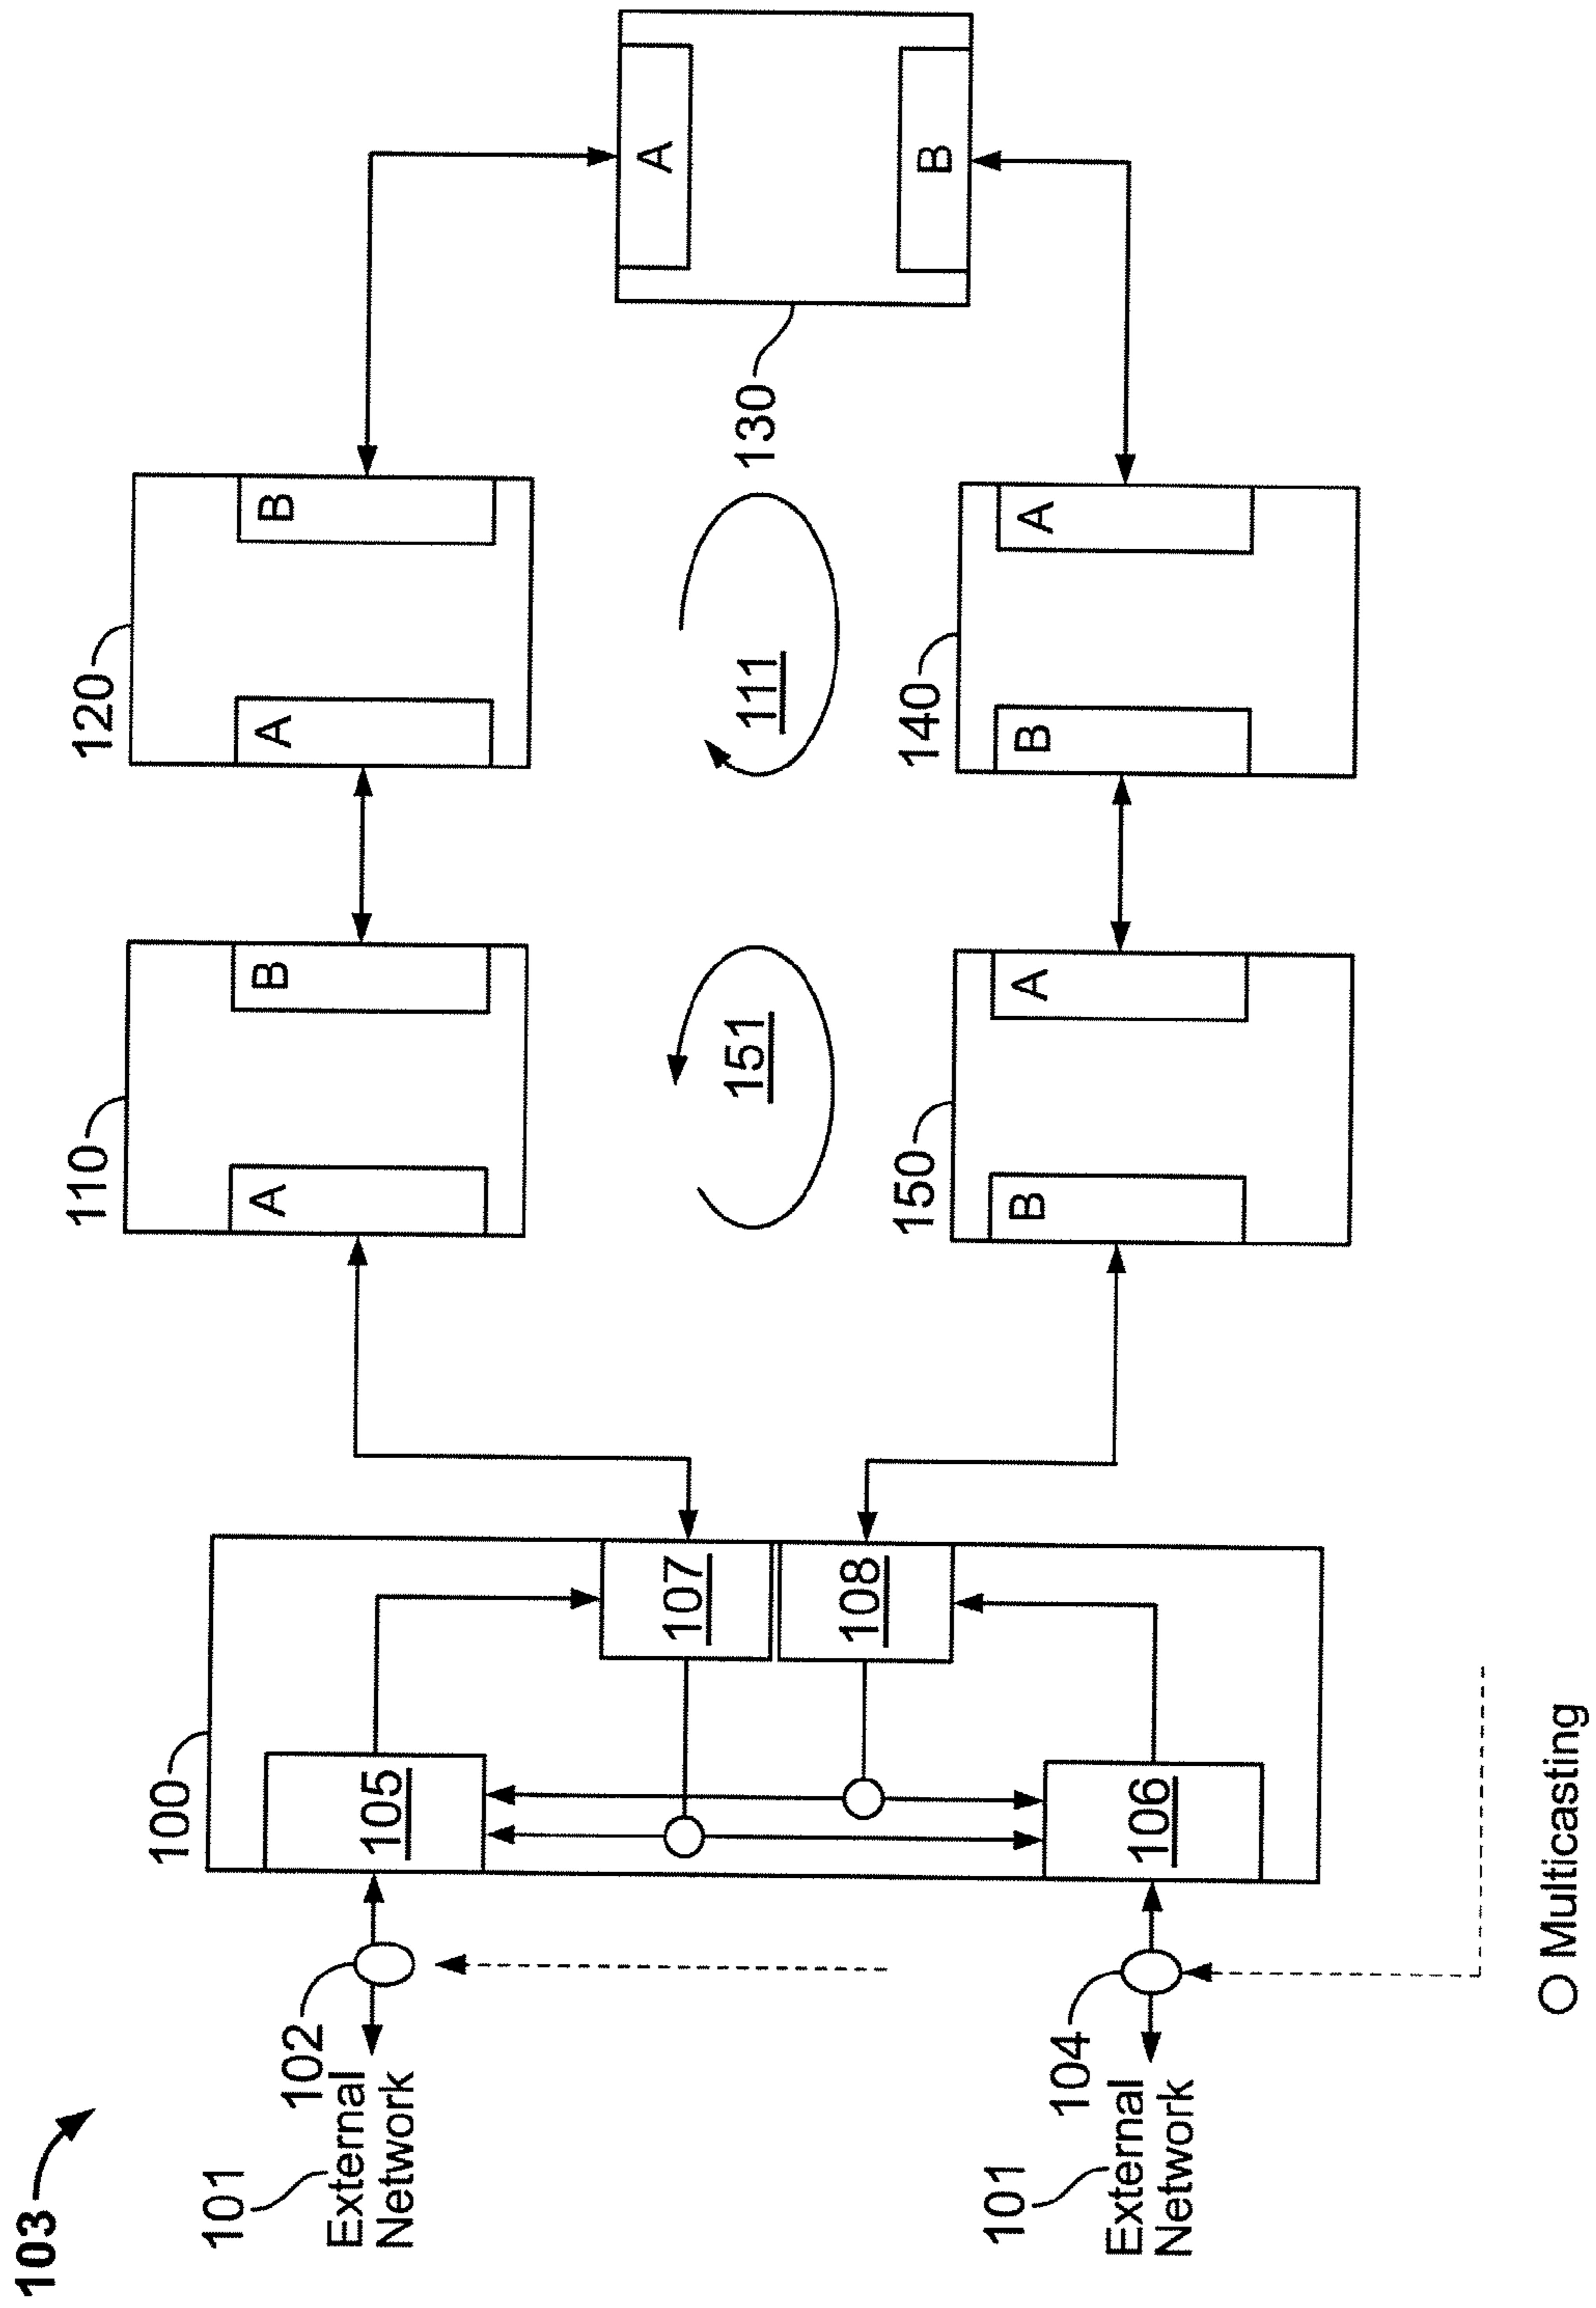 103
101
External
Network
102
100
105
107
110
A
B
120
A
B
A
B
130
151
111
101
External
Network
104
106
108
150
B
A
140
B
A
Multicasting